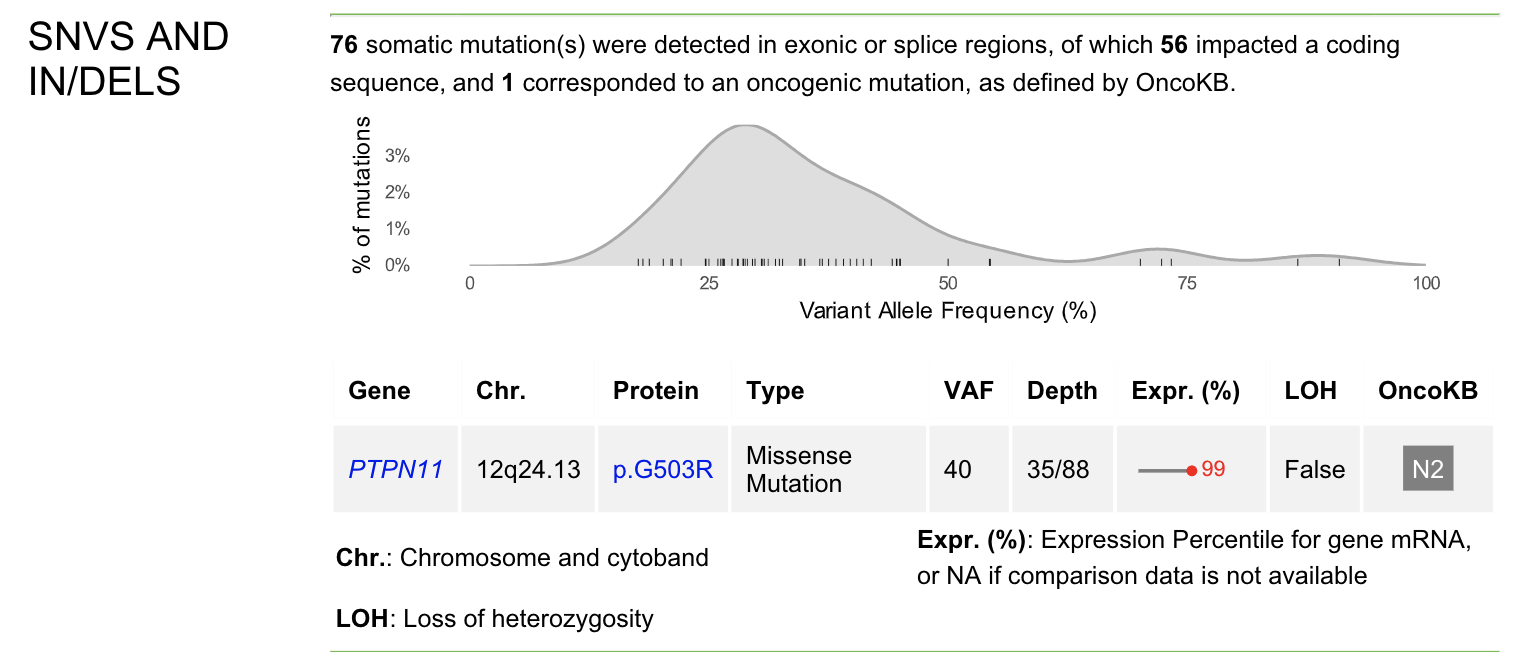 SNVS AND
IN/DELS
76 somatic mutation(s) were detected in exonic or splice regions, of which 56 impacted a coding
sequence, and 1 corresponded to an oncogenic mutation, as defined by OncoKB.
% of mutations
3%
2%
1%
0%
0 25 50 75 100
Variant Allele Frequency (%)
Gene Chr. Protein Type VAF Depth Expr. (%) LOH OncoKB
PTPN11 12q24.13 p.G503R Missense Mutation 40 35/88 99 False N2
Chr.: Chromosome and cytoband
Expr. (%): Expression Percentile for gene mRNA,
or NA if comparison data is not available
LOH: Loss of heterozygosity